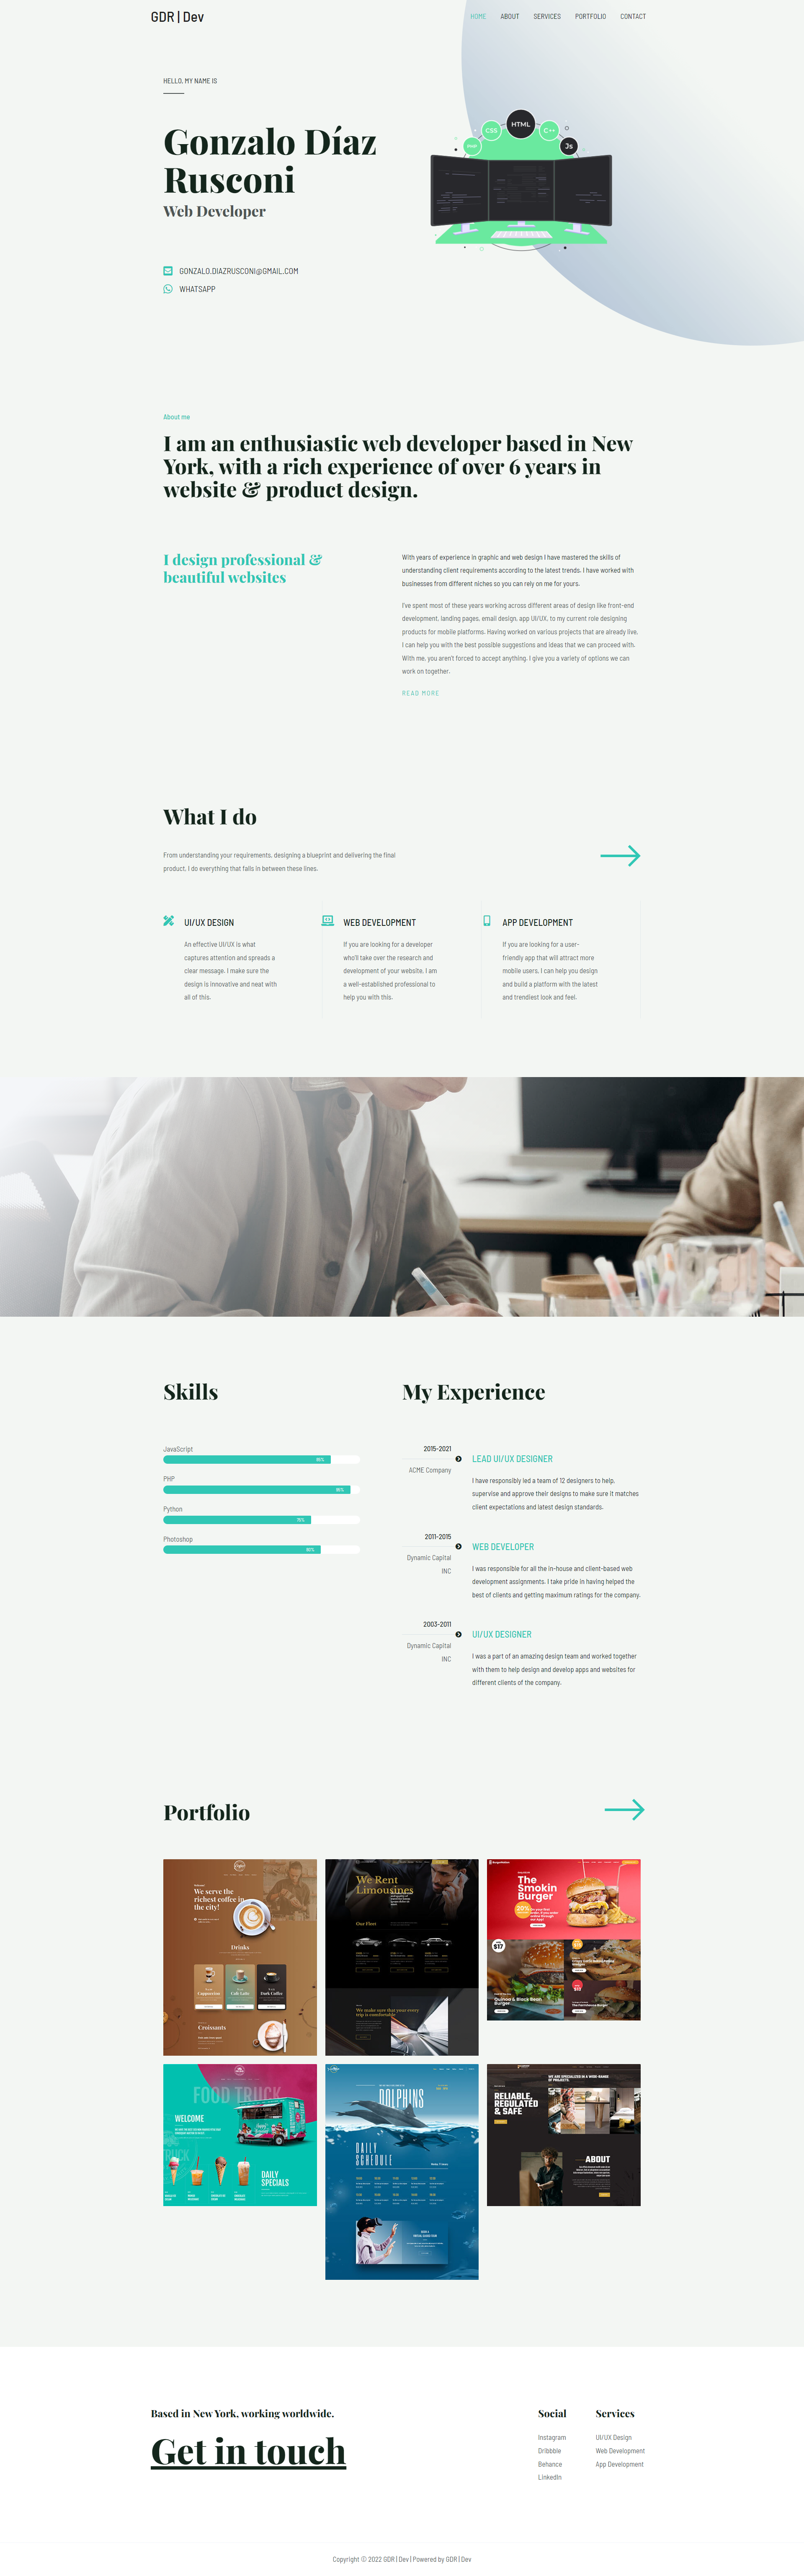 GDR | Dev
HOME ABOUT SERVICES PORTFOLIO CONTACT
HELLO, MY NAME IS
Gonzalo Díaz
Rusconi
Web Developer
GONZALO.DIAZRUSCONI@GMAIL.COM
WHATSAPP
PHP CSS HTML C++ Js
About me
I am an enthusiastic web developer based in New
York, with a rich experience of over 6 years in
website & product design.
I design professional &
beautiful websites
With years of experience in graphic and web design I have mastered the skills of
understanding client requirements according to the latest trends. I have worked with
businesses from different niches so you can rely on me for yours.
I've spent most of these years working across different areas of design like front-end
development, landing pages, email design, app UI/UX, to my current role designing
products for mobile platforms. Having worked on various projects that are already live,
I can help you with the best possible suggestions and ideas that we can proceed with.
With me, you aren't forced to accept anything. I give you a variety of options we can
work on together.
READ MORE
What I do
From understanding your requirements, designing a blueprint and delivering the final
product, I do everything that falls in between these lines.
UI/UX DESIGN
An effective UI/UX is what
captures attention and spreads a
clear message. I make sure the
design is innovative and neat with
all of this.
WEB DEVELOPMENT
If you are looking for a developer
who'll take over the research and
development of your website, I am
a well-established professional to
help you with this.
APP DEVELOPMENT
If you are looking for a user-
friendly app that will attract more
mobile users, I can help you design
and build a platform with the latest
and trendiest look and feel.
Skills
JavaScript
PHP
Python
Photoshop
My Experience
2015-2021
ACME Company
LEAD UI/UX DESIGNER
I have responsibly led a team of 12 designers to help,
supervise and approve their designs to make sure it matches
client expectations and latest design standards.
2011-2015
Dynamic Capital
INC
WEB DEVELOPER
I was responsible for all the in-house and client-based web
development assignments. I take pride in having helped the
best of clients and getting maximum ratings for the company.
2003-2011
Dynamic Capital
INC
UI/UX DESIGNER
I was a part of an amazing design team and worked together
with them to help design and develop apps and websites for
different clients of the company.
Portfolio
We serve the
richest coffee in
the city!
Drinks
Cappuccino
Cafe Latte
Dark Coffee
Croissants
We Rent
Limousines
Our Fleet
We make sure that your every
trip is comfortable
The
Smokin
Burger
$17
Quinoa & Black Bean
Burger
FOOD TRUCK
WELCOME
DAILY
SPECIALS
DOLPHINS
DAILY
SCHEDULE
WE ARE SPECIALIZED IN A WIDE-RANGE
OF PROJECTS.
RELIABLE,
REGULATED
& SAFE
ABOUT
Based in New York, working worldwide.
Get in touch
Social
Instagram
Dribbble
Behance
LinkedIn
Services
UI/UX Design
Web Development
App Development
Copyright © 2022 GDR | Dev | Powered by GDR | Dev